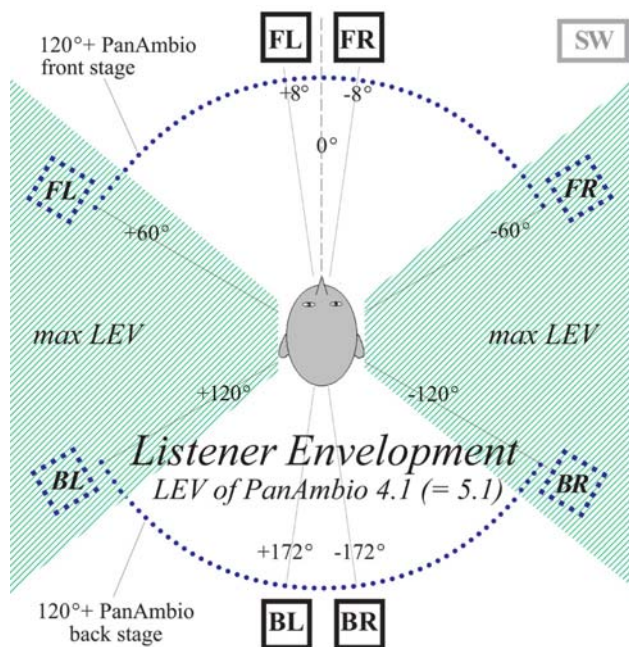 FL FR SW
120°+ PanAmbio
front stage
+8° -8°
0°
FL FR
+60° -60°
max LEV max LEV
+120° -120°
Listener Envelopment
BL BR
LEV of PanAmbio 4.1 (= 5.1)
+172° -172°
120°+ PanAmbio
back stage
BL BR